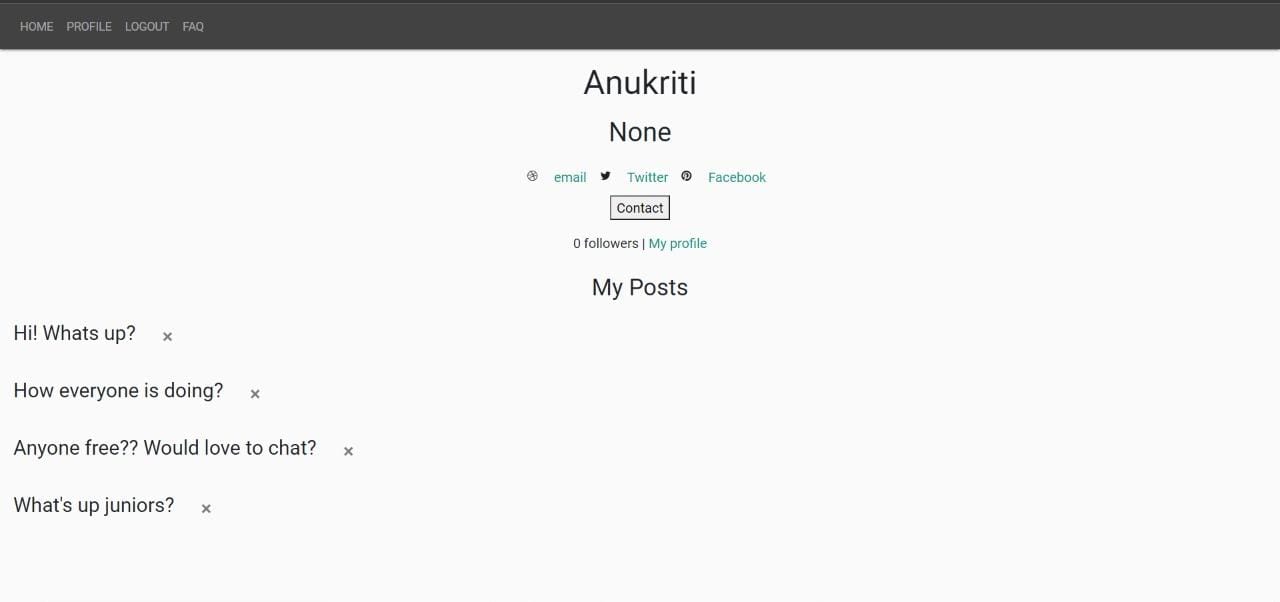 HOME PROFILE LOGOUT FAQ
Anukriti
None
email Twitter Facebook
Contact
0 followers | My profile
My Posts
Hi! Whats up? ×
How everyone is doing? ×
Anyone free?? Would love to chat? ×
What's up juniors? ×